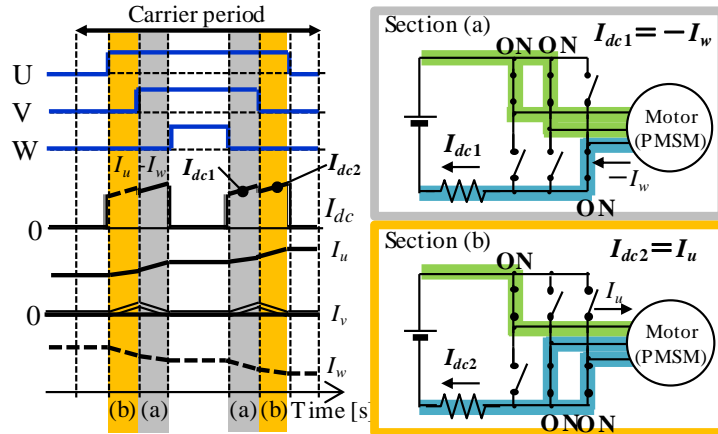 Carrier period
U
V
W
I_u I_w I_dc1 I_dc2
0 I_dc
I_u
0 I_v
I_w
Time [s]
(b) (a) (a) (b)
Section (a)
I_dc1=−I_w
ON ON
Motor
(PMSM)
I_dc1
−I_w
ON
Section (b)
I_dc2=I_u
ON
I_u
Motor
(PMSM)
I_dc2
ON ON